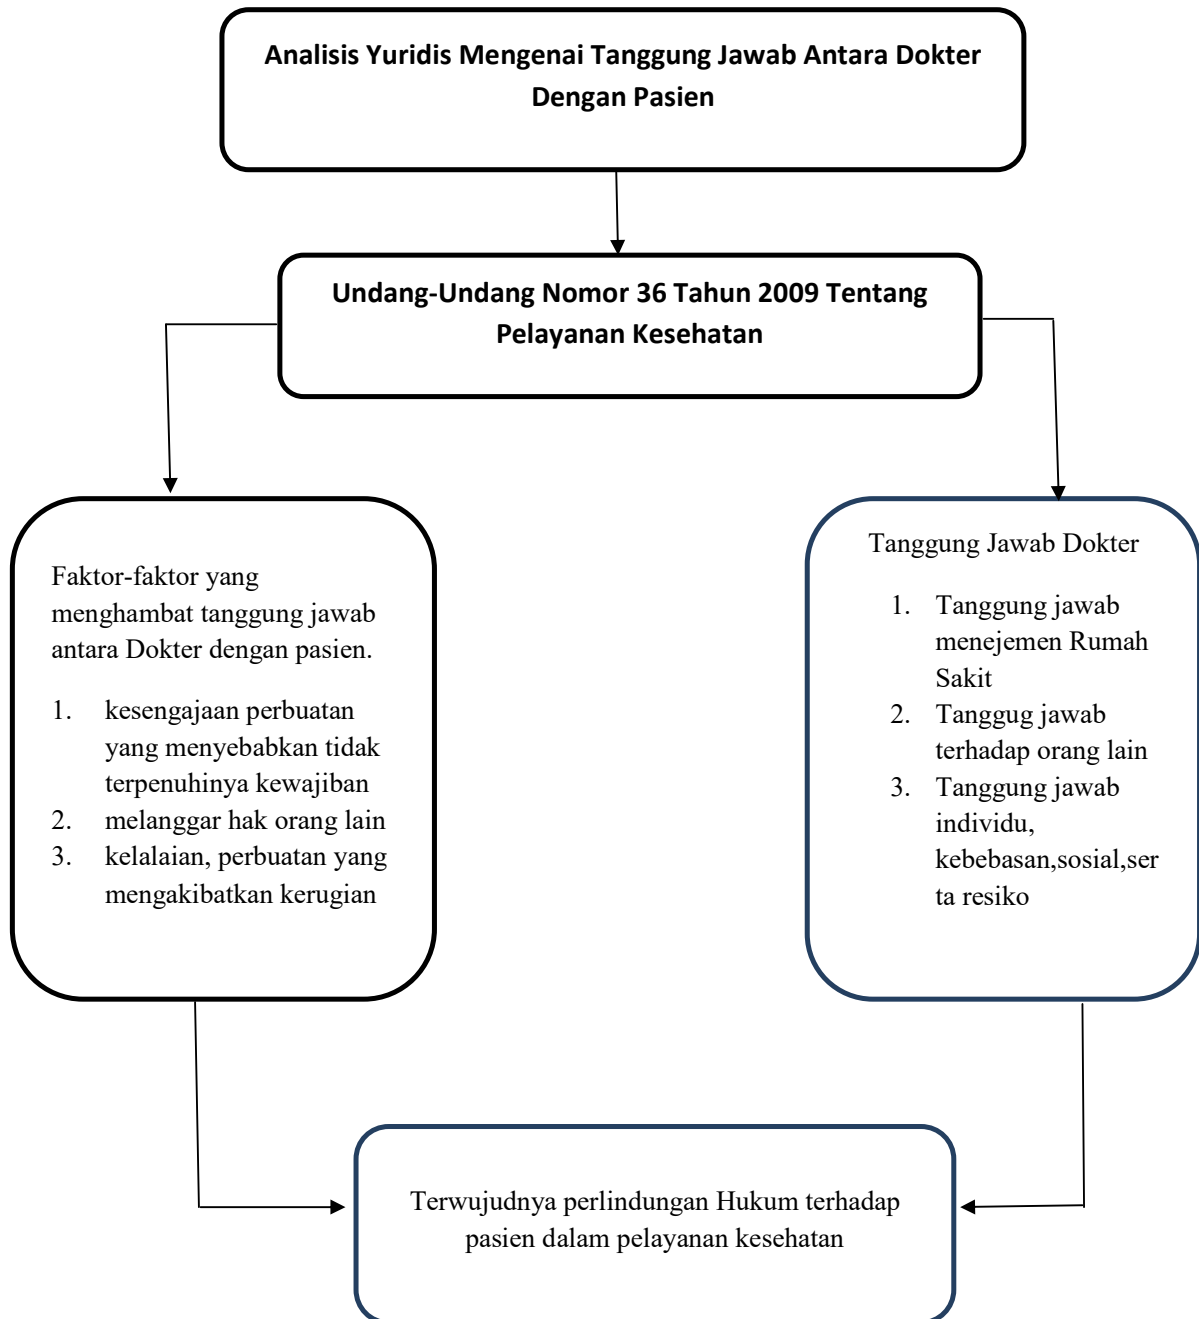 Analisis Yuridis Mengenai Tanggung Jawab Antara Dokter
Dengan Pasien
Undang-Undang Nomor 36 Tahun 2009 Tentang
Pelayanan Kesehatan
Faktor-faktor yang
menghambat tanggung jawab
antara Dokter dengan pasien.
1. kesengajaan perbuatan
yang menyebabkan tidak
terpenuhinya kewajiban
2. melanggar hak orang lain
3. kelalaian, perbuatan yang
mengakibatkan kerugian
Tanggung Jawab Dokter
1. Tanggung jawab
menejemen Rumah
Sakit
2. Tanggug jawab
terhadap orang lain
3. Tanggung jawab
individu,
kebebasan,sosial,ser
ta resiko
Terwujudnya perlindungan Hukum terhadap
pasien dalam pelayanan kesehatan